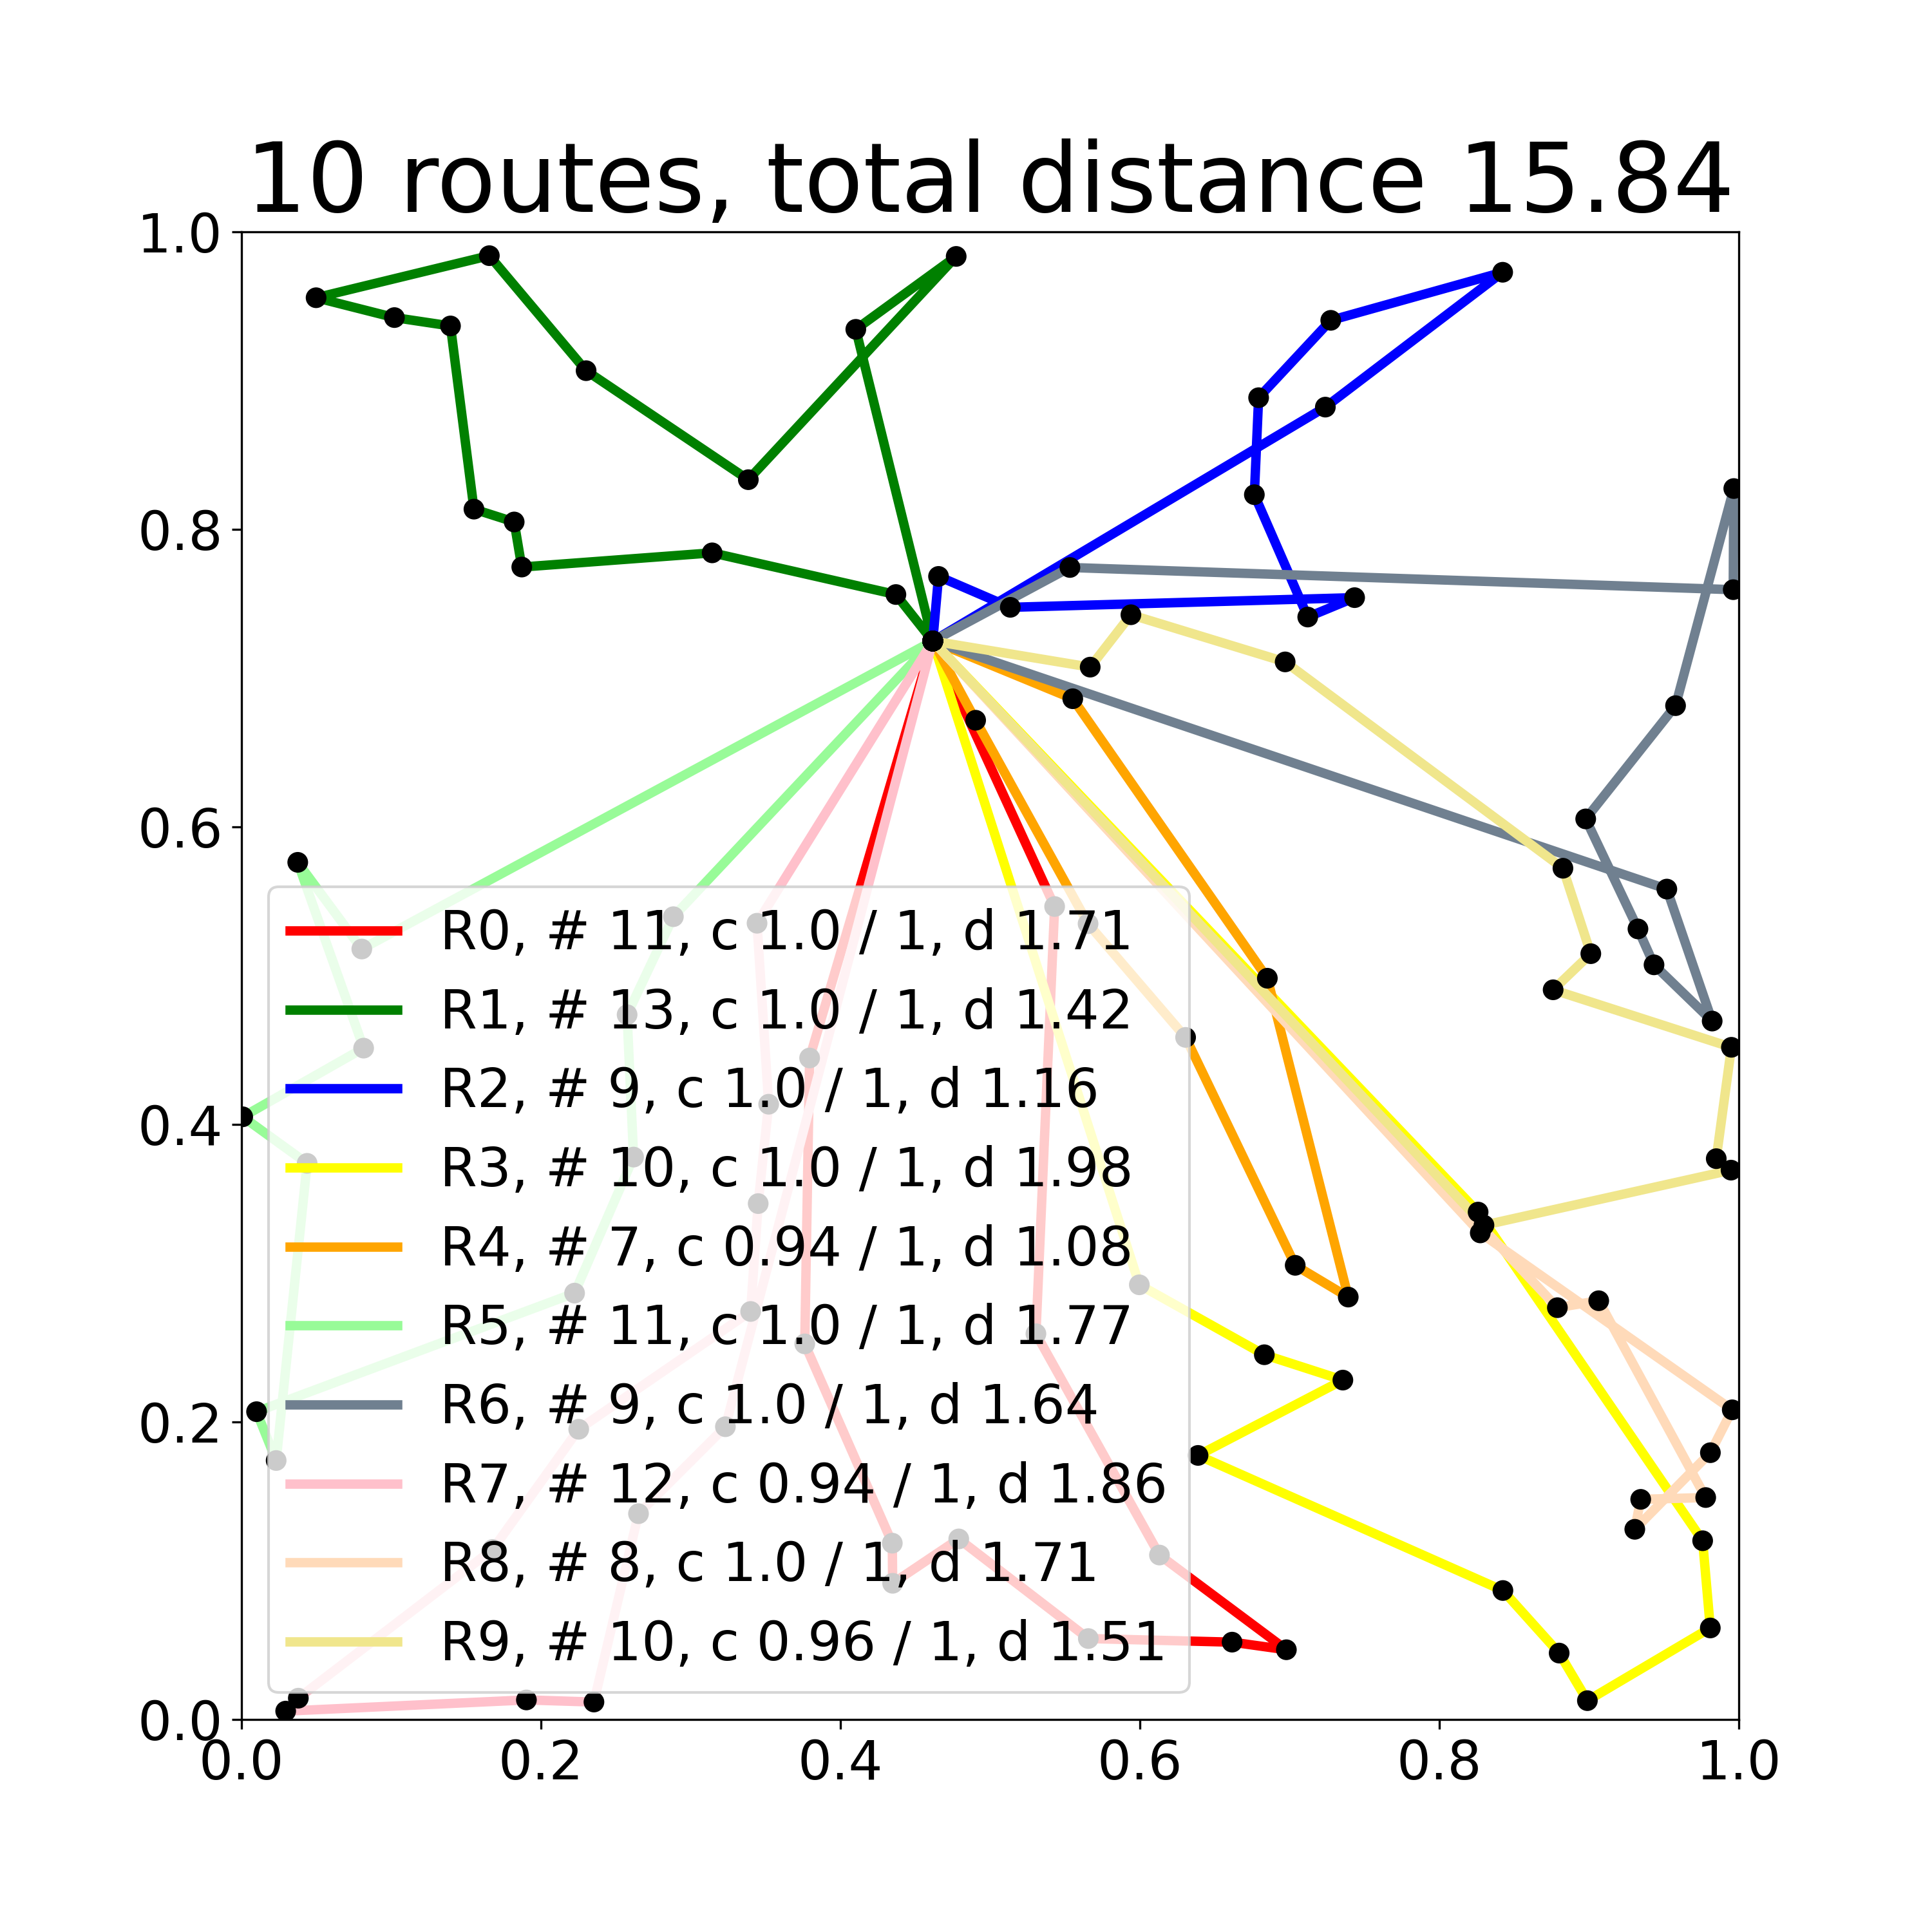 10 routes, total distance 15.84
1.0
0.8
0.6
0.4
0.2
0.0
R0, # 11, c 1.0 / 1, d 1.71
R1, # 13, c 1.0 / 1, d 1.42
R2, # 9, c 1.0 / 1, d 1.16
R3, # 10, c 1.0 / 1, d 1.98
R4, # 7, c 0.94 / 1, d 1.08
R5, # 11, c 1.0 / 1, d 1.77
R6, # 9, c 1.0 / 1, d 1.64
R7, # 12, c 0.94 / 1, d 1.86
R8, # 8, c 1.0 / 1, d 1.71
R9, # 10, c 0.96 / 1, d 1.51
0.0 0.2 0.4 0.6 0.8 1.0